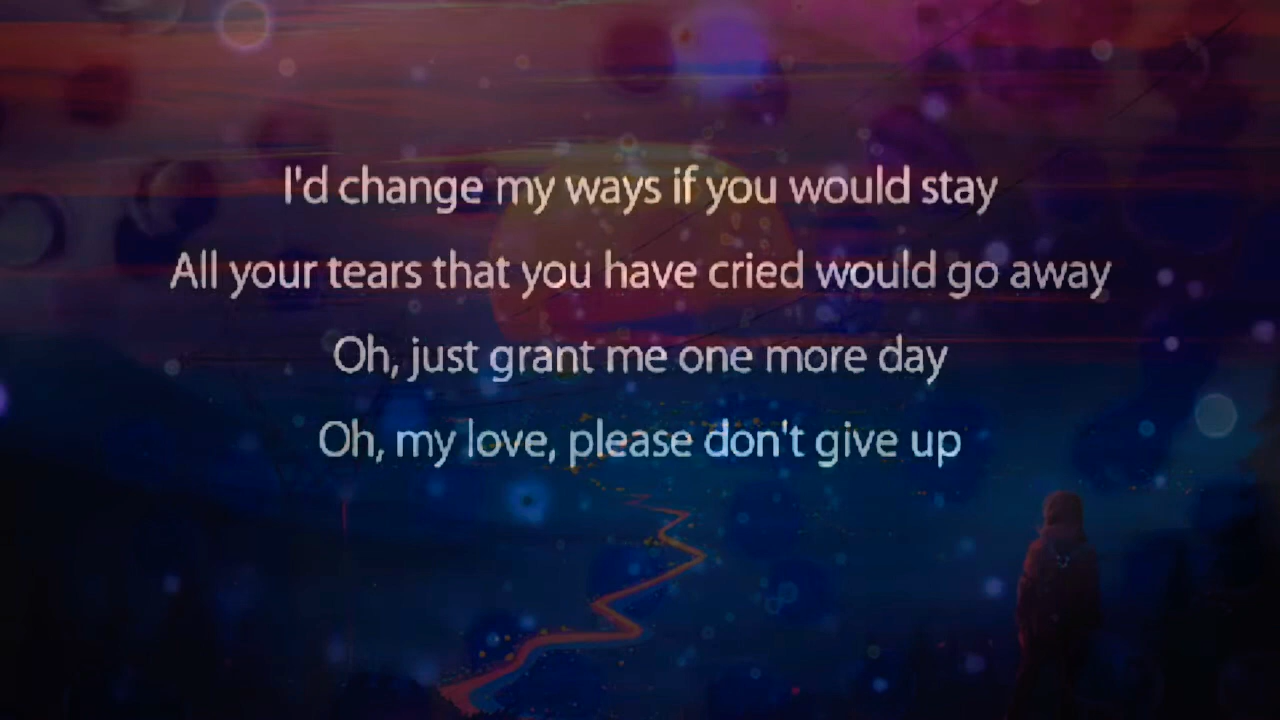 I'd change my ways if you would stay
All your tears that you have cried would go away
Oh, just grant me one more day
Oh, my love, please don't give up